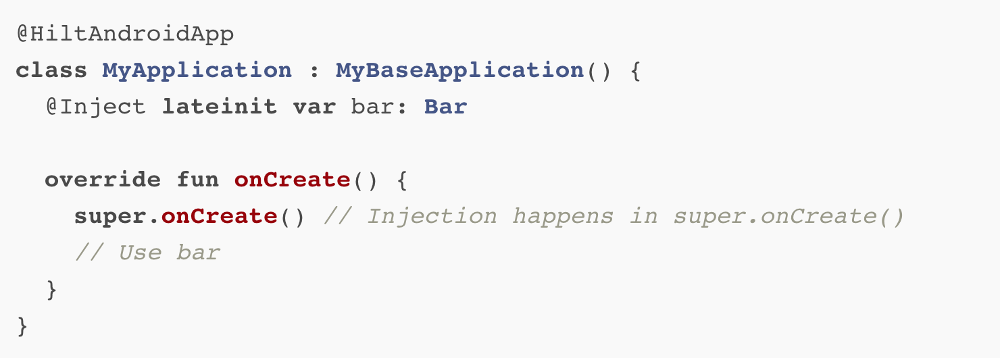 @HiltAndroidApp
class MyApplication : MyBaseApplication() {
  @Inject lateinit var bar: Bar

  override fun onCreate() {
    super.onCreate() // Injection happens in super.onCreate()
    // Use bar
  }
}